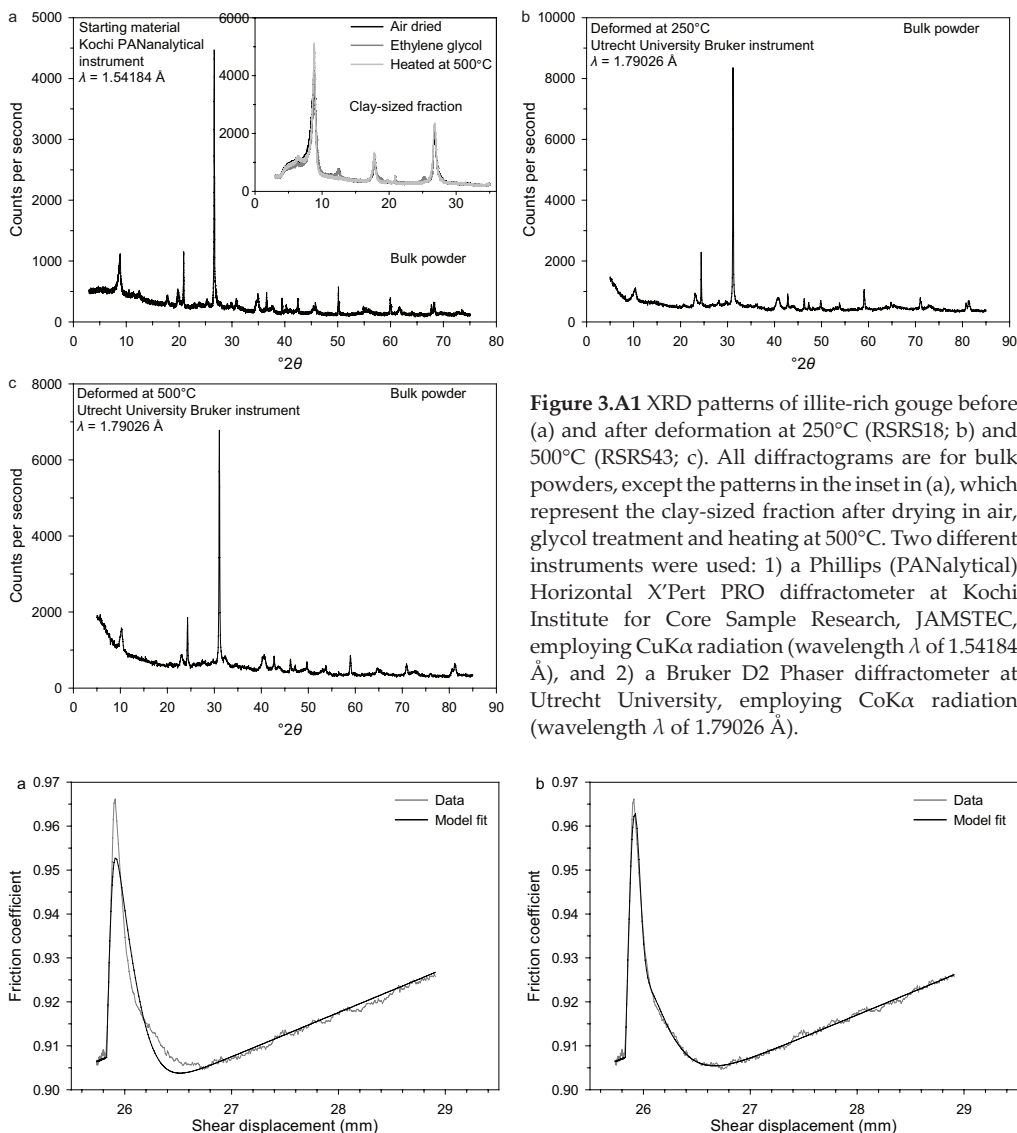 a
Starting material
Kochi PANanalytical
instrument
λ = 1.54184 Å
Bulk powder
Counts per second
5000
4000
3000
2000
1000
0
0 10 20 30 40 50 60 70 80
°2θ
Air dried
Ethylene glycol
Heated at 500°C
Clay-sized fraction
6000
4000
2000
0
0 10 20 30
b
Deformed at 250°C
Utrecht University Bruker instrument
λ = 1.79026 Å
Bulk powder
Counts per second
10000
8000
6000
4000
2000
0
0 10 20 30 40 50 60 70 80 90
°2θ
c
Deformed at 500°C
Utrecht University Bruker instrument
λ = 1.79026 Å
Bulk powder
Counts per second
8000
6000
4000
2000
0
0 10 20 30 40 50 60 70 80 90
°2θ
Figure 3.A1 XRD patterns of illite-rich gouge before
(a) and after deformation at 250°C (RSRS18; b) and
500°C (RSRS43; c). All diffractograms are for bulk
powders, except the patterns in the inset in (a), which
represent the clay-sized fraction after drying in air,
glycol treatment and heating at 500°C. Two different
instruments were used: 1) a Phillips (PANalytical)
Horizontal X'Pert PRO diffractometer at Kochi
Institute for Core Sample Research, JAMSTEC,
employing CuKα radiation (wavelength λ of 1.54184
Å), and 2) a Bruker D2 Phaser diffractometer at
Utrecht University, employing CoKα radiation
(wavelength λ of 1.79026 Å).
a
Data
Model fit
Friction coefficient
0.97
0.96
0.95
0.94
0.93
0.92
0.91
0.90
26 27 28 29
Shear displacement (mm)
b
Data
Model fit
Friction coefficient
0.97
0.96
0.95
0.94
0.93
0.92
0.91
0.90
26 27 28 29
Shear displacement (mm)